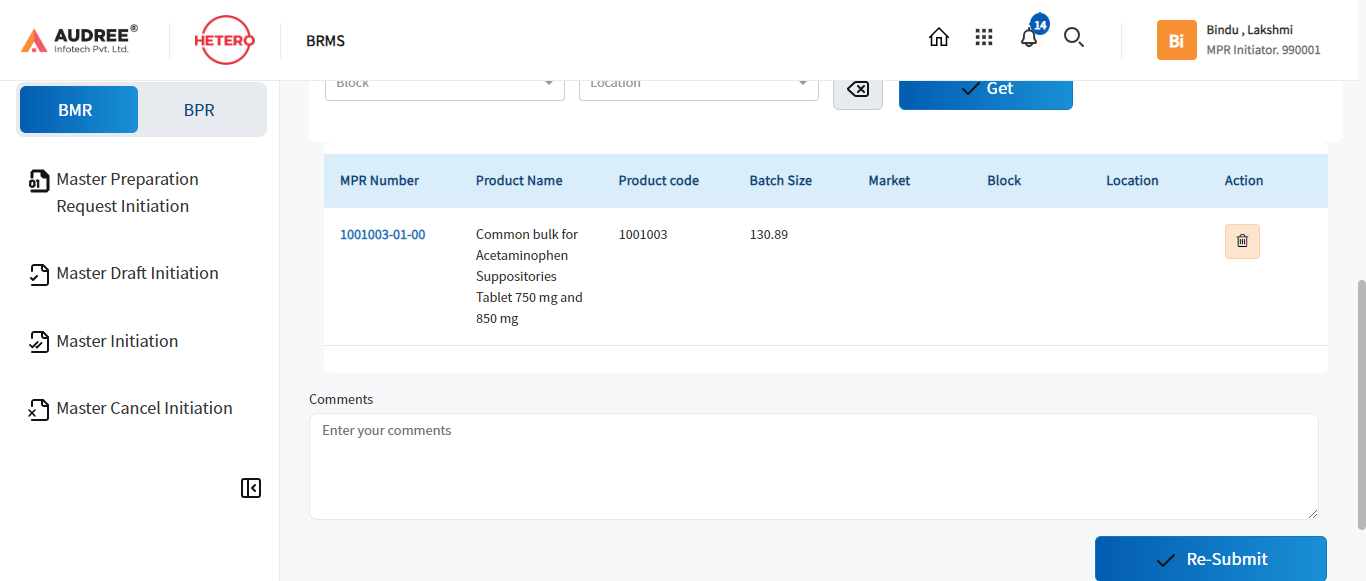 AUDREE®
Infotech Pvt. Ltd.
HETERO
BRMS
14
Bi
Bindu , Lakshmi
MPR Initiator. 990001
BMR
BPR
Master Preparation
Request Initiation
Master Draft Initiation
Master Initiation
Master Cancel Initiation
Block
Location
Get
MPR Number
Product Name
Product code
Batch Size
Market
Block
Location
Action
1001003-01-00
Common bulk for
Acetaminophen
Suppositories
Tablet 750 mg and
850 mg
1001003
130.89
Comments
Enter your comments
Re-Submit